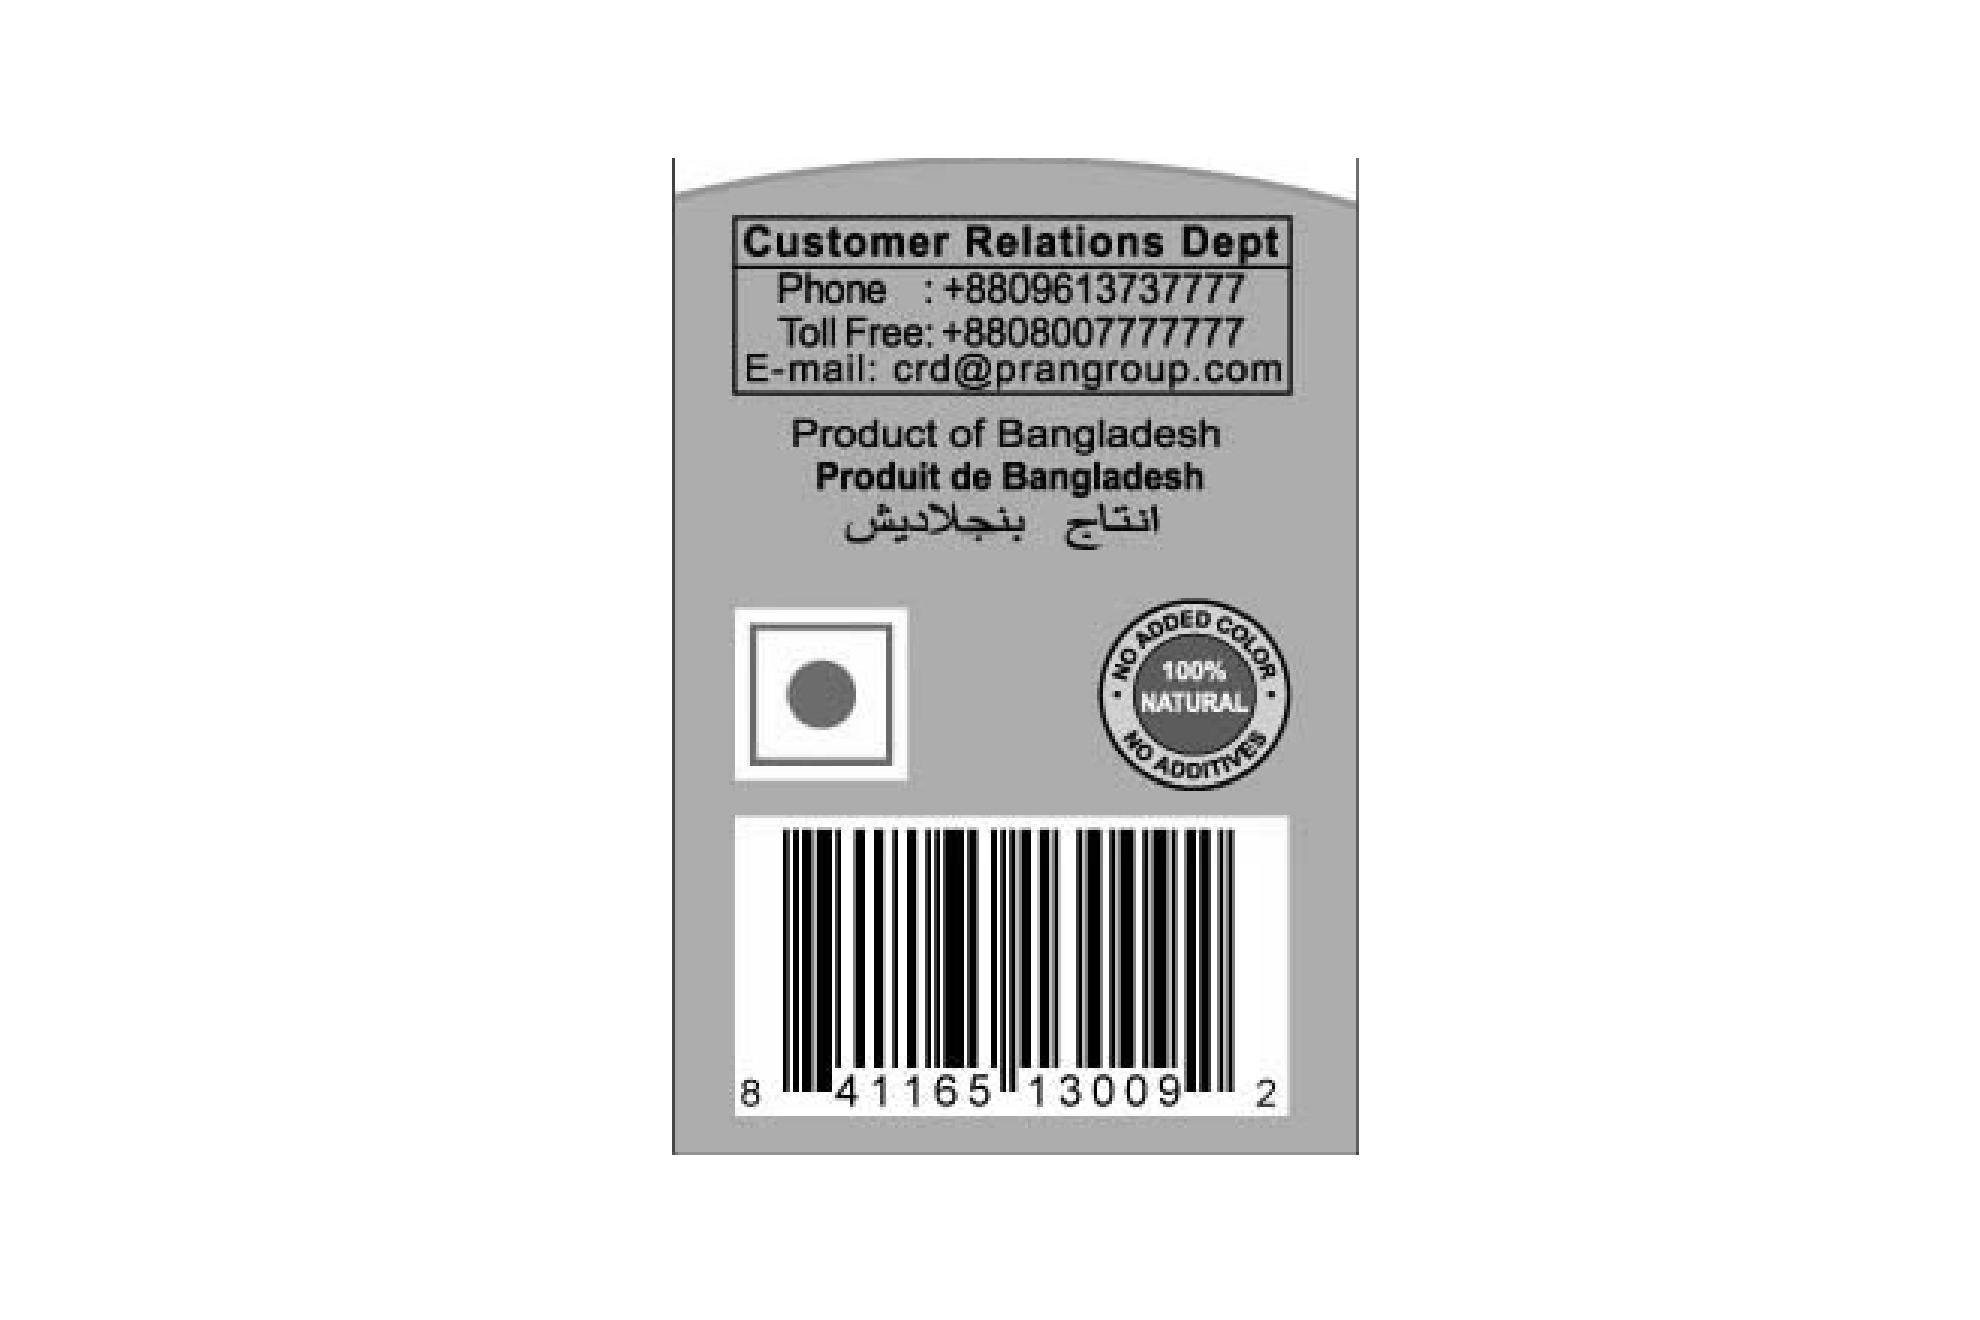 Customer Relations Dept
Phone : +8809613737777
Toll Free: +8808007777777
E-mail: crd@prangroup.com
Product of Bangladesh
Produit de Bangladesh
انتاج بنجلاديش
• NO ADDED COLOR •
100%
NATURAL
NO ADDITIVES
8 41165 13009 2